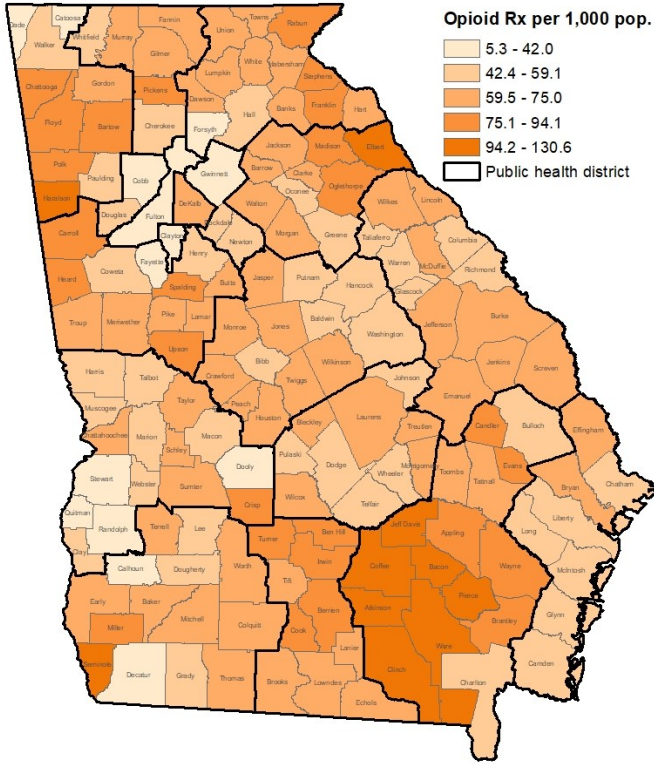 Opioid Rx per 1,000 pop.
5.3 - 42.0
42.4 - 59.1
59.5 - 75.0
75.1 - 94.1
94.2 - 130.6
Public health district
Dade
Catoosa
Whitfield
Murray
Fannin
Union
Towns
Rabun
Walker
Gilmer
Lumpkin
White
Habersham
Stephens
Chattooga
Gordon
Pickens
Dawson
Hall
Banks
Franklin
Hart
Floyd
Bartow
Cherokee
Forsyth
Jackson
Madison
Elbert
Polk
Paulding
Cobb
Gwinnett
Barrow
Clarke
Oglethorpe
Oconee
Haralson
Douglas
Fulton
DeKalb
Walton
Wilkes
Lincoln
Carroll
Clayton
Rockdale
Newton
Morgan
Greene
Taliaferro
Columbia
McDuffie
Fayette
Henry
Warren
Richmond
Heard
Coweta
Spalding
Butts
Jasper
Putnam
Hancock
Glascock
Troup
Meriwether
Pike
Lamar
Monroe
Jones
Baldwin
Jefferson
Burke
Upson
Washington
Harris
Talbot
Crawford
Bibb
Wilkinson
Jenkins
Screven
Twiggs
Johnson
Emanuel
Muscogee
Taylor
Peach
Houston
Laurens
Chattahoochee
Marion
Macon
Bleckley
Treutlen
Candler
Bulloch
Effingham
Schley
Dooly
Pulaski
Dodge
Montgomery
Evans
Stewart
Webster
Sumter
Wheeler
Toombs
Tattnall
Bryan
Chatham
Crisp
Wilcox
Telfair
Quitman
Randolph
Terrell
Lee
Turner
Ben Hill
Jeff Davis
Appling
Long
Liberty
Clay
Calhoun
Dougherty
Worth
Irwin
Coffee
Bacon
Wayne
McIntosh
Early
Baker
Mitchell
Tift
Berrien
Atkinson
Pierce
Miller
Colquitt
Cook
Brantley
Glynn
Seminole
Decatur
Grady
Thomas
Brooks
Lanier
Lowndes
Clinch
Ware
Charlton
Camden
Echols